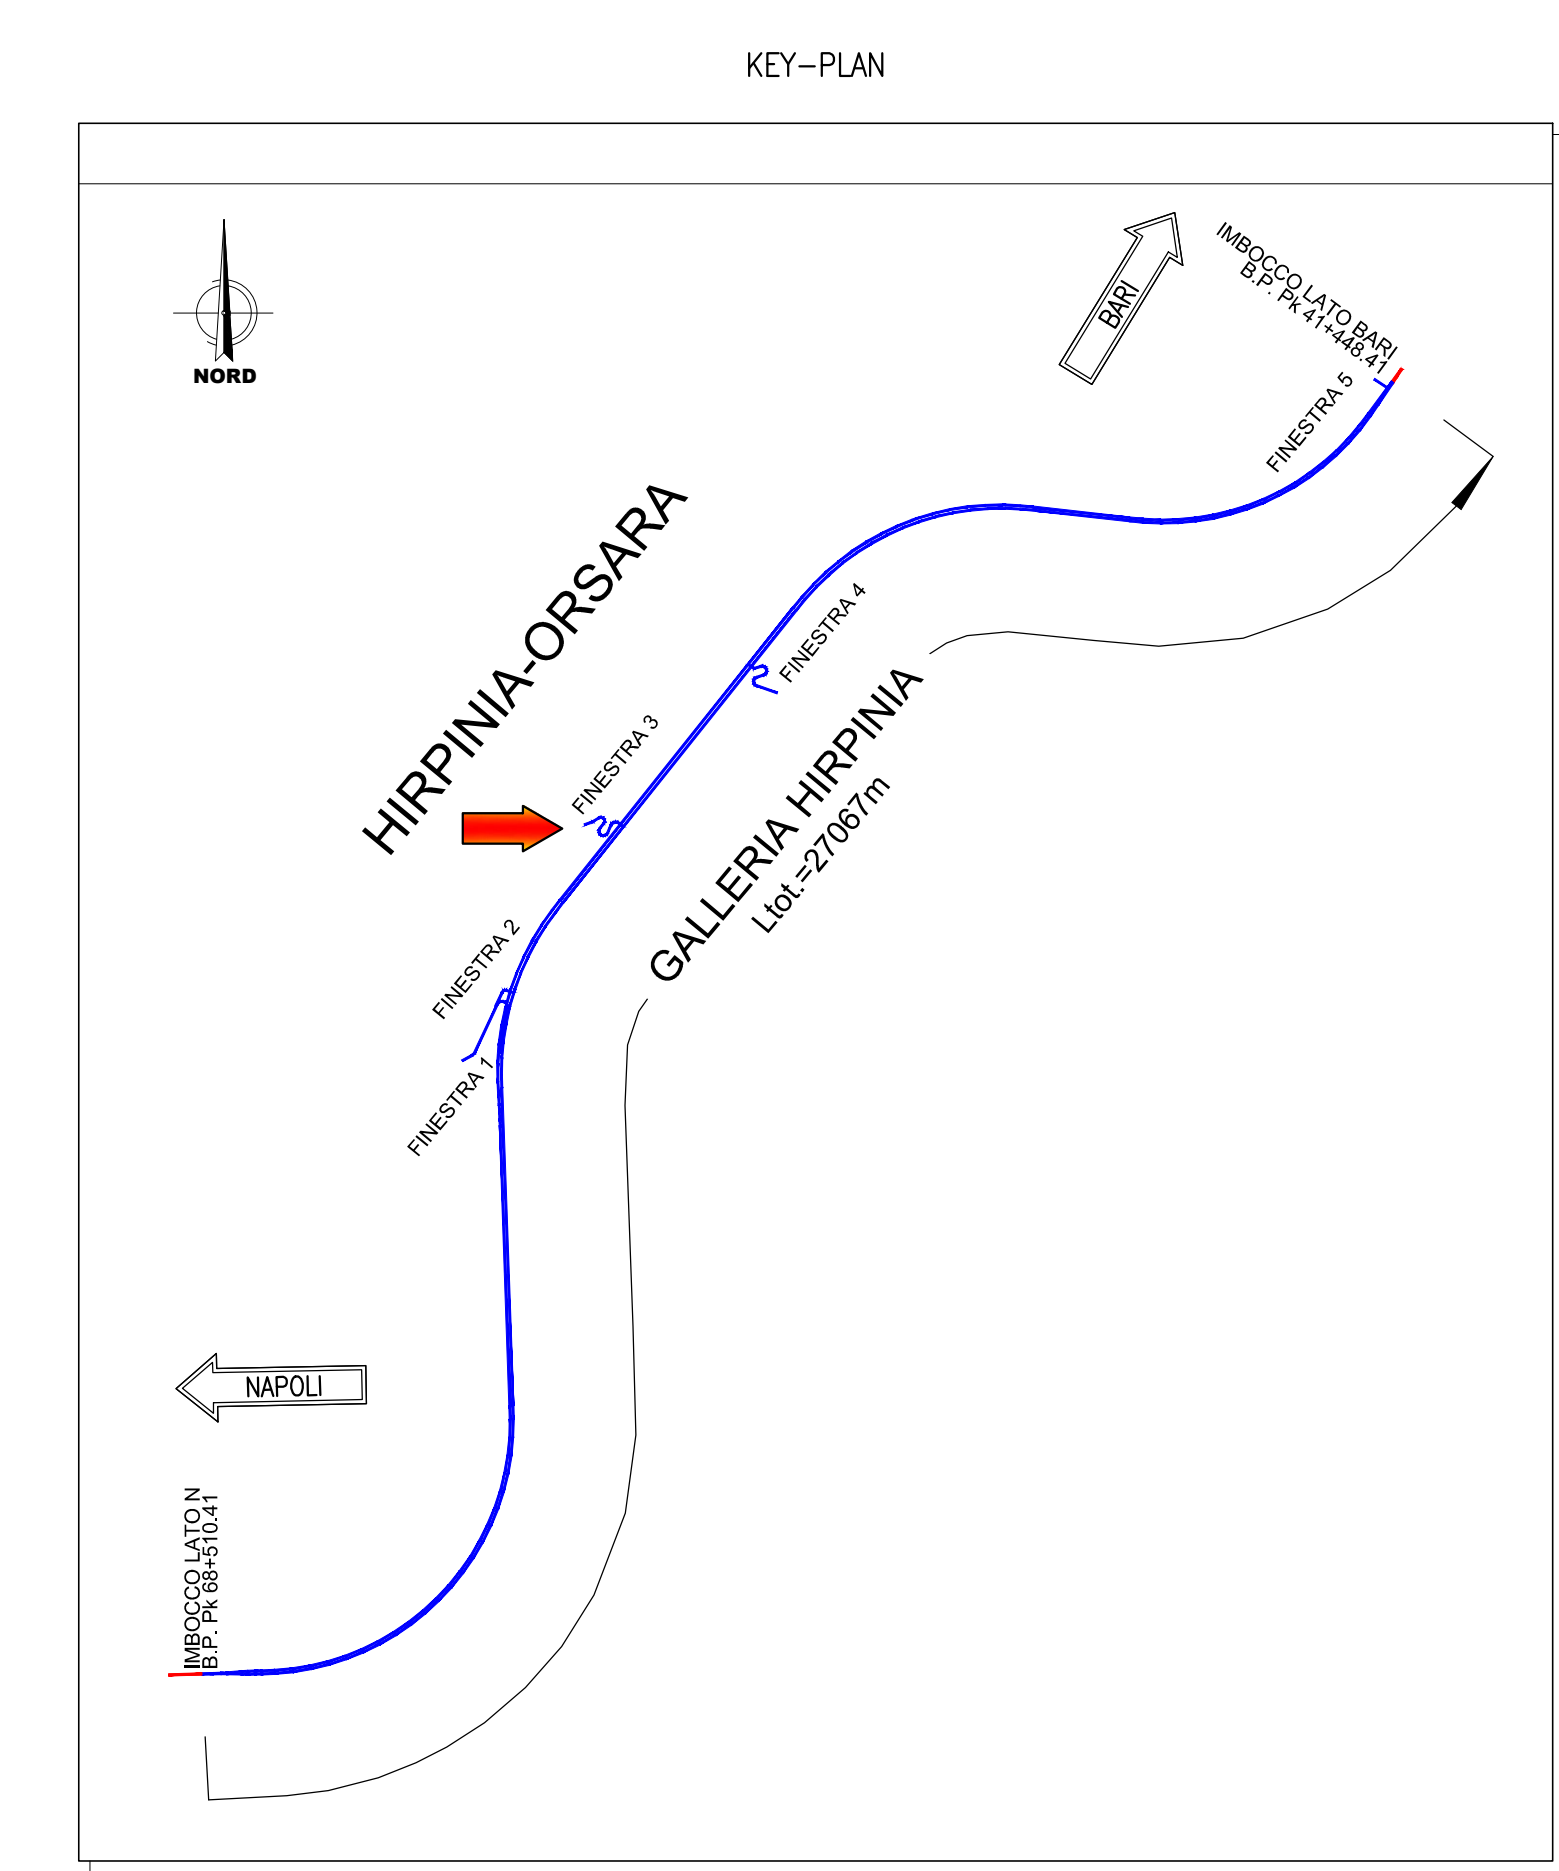 KEY-PLAN
NORD
BARI
IMBOCCO LATO BARI
B.P. Pk 41+448.41
FINESTRA 5
HIRPINIA-ORSARA
FINESTRA 4
FINESTRA 3
GALLERIA HIRPINIA
Ltot.=27067m
FINESTRA 2
FINESTRA 1
NAPOLI
IMBOCCO LATO N
B.P. Pk 68+510.41